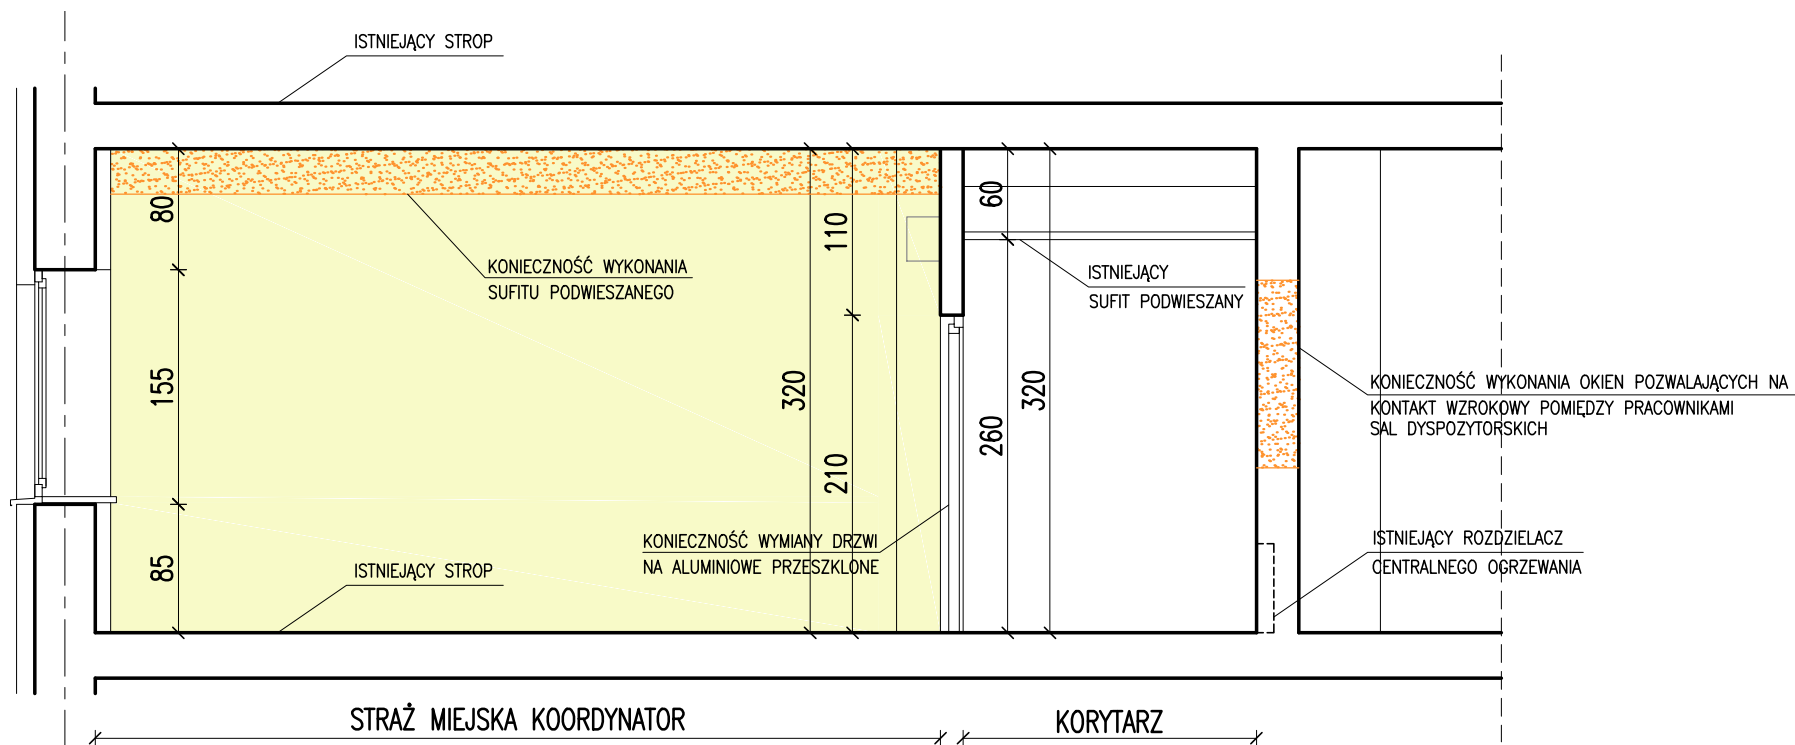 ISTNIEJĄCY STROP
80
155
85
KONIECZNOŚĆ WYKONANIA
SUFITU PODWIESZANEGO
320
110
210
60
260
320
ISTNIEJĄCY
SUFIT PODWIESZANY
KONIECZNOŚĆ WYKONANIA OKIEN POZWALAJĄCYCH NA
KONTAKT WZROKOWY POMIĘDZY PRACOWNIKAMI
SAL DYSPOZYTORSKICH
KONIECZNOŚĆ WYMIANY DRZWI
NA ALUMINIOWE PRZESZKLONE
ISTNIEJĄCY STROP
ISTNIEJĄCY ROZDZIELACZ
CENTRALNEGO OGRZEWANIA
STRAŻ MIEJSKA KOORDYNATOR
KORYTARZ